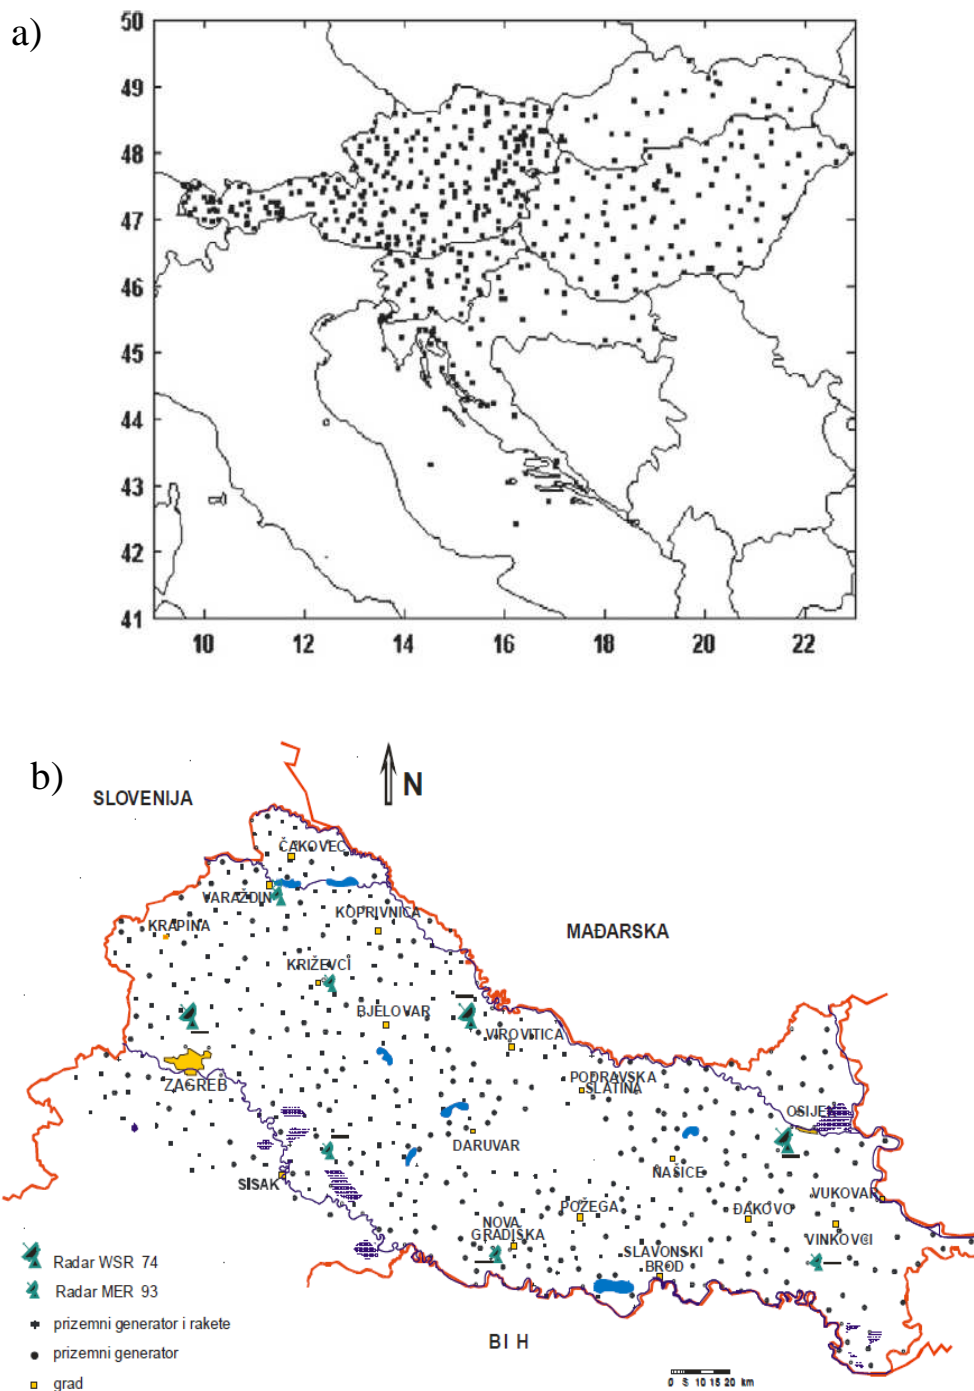 a)
50
49
48
47
46
45
44
43
42
41
10 12 14 16 18 20 22
b)
N
SLOVENIJA
ČAKOVEC
VARAŽDIN
KOPRIVNICA
KRAPINA
MAĐARSKA
KRIŽEVCI
BJELOVAR
VIROVITICA
ZAGREB
PODRAVSKA
SLATINA
OSIJEK
DARUVAR
NAŠICE
SISAK
VUKOVAR
POŽEGA
ĐAKOVO
NOVA
GRADIŠKA
VINKOVCI
SLAVONSKI
BROD
Radar WSR 74
Radar MER 93
BI H
prizemni generator i rakete
prizemni generator
grad
0 5 10 15 20 km